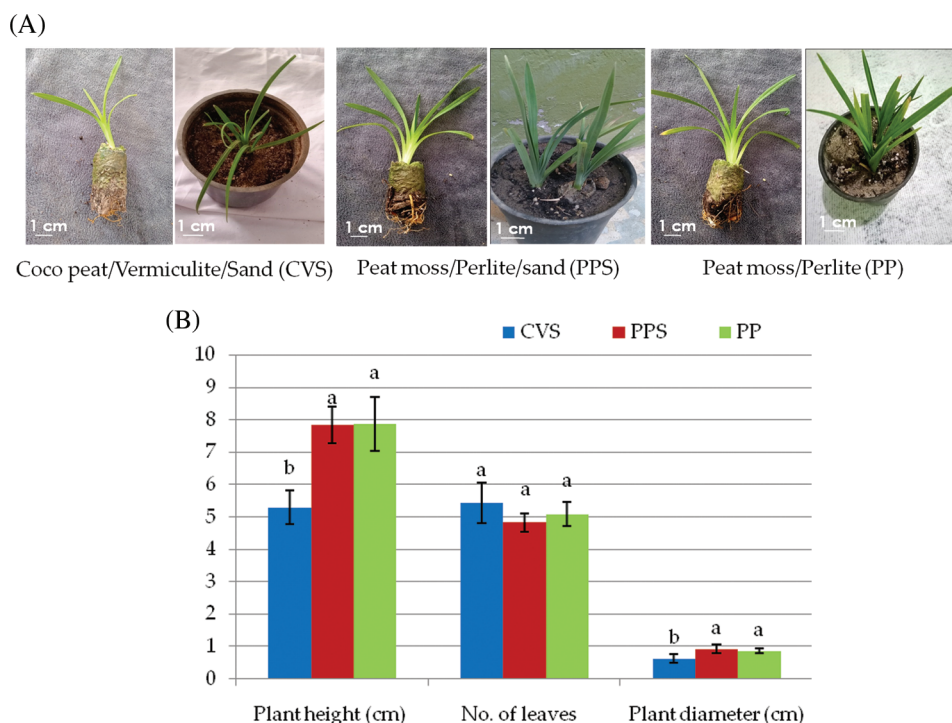 (A)
1 cm
1 cm
1 cm
1 cm
1 cm
1 cm
Coco peat/Vermiculite/Sand (CVS)
Peat moss/Perlite/sand (PPS)
Peat moss/Perlite (PP)
(B)
CVS
PPS
PP
10
9
8
7
6
5
4
3
2
1
0
b
a
a
a
a
a
b
a
a
Plant height (cm)
No. of leaves
Plant diameter (cm)